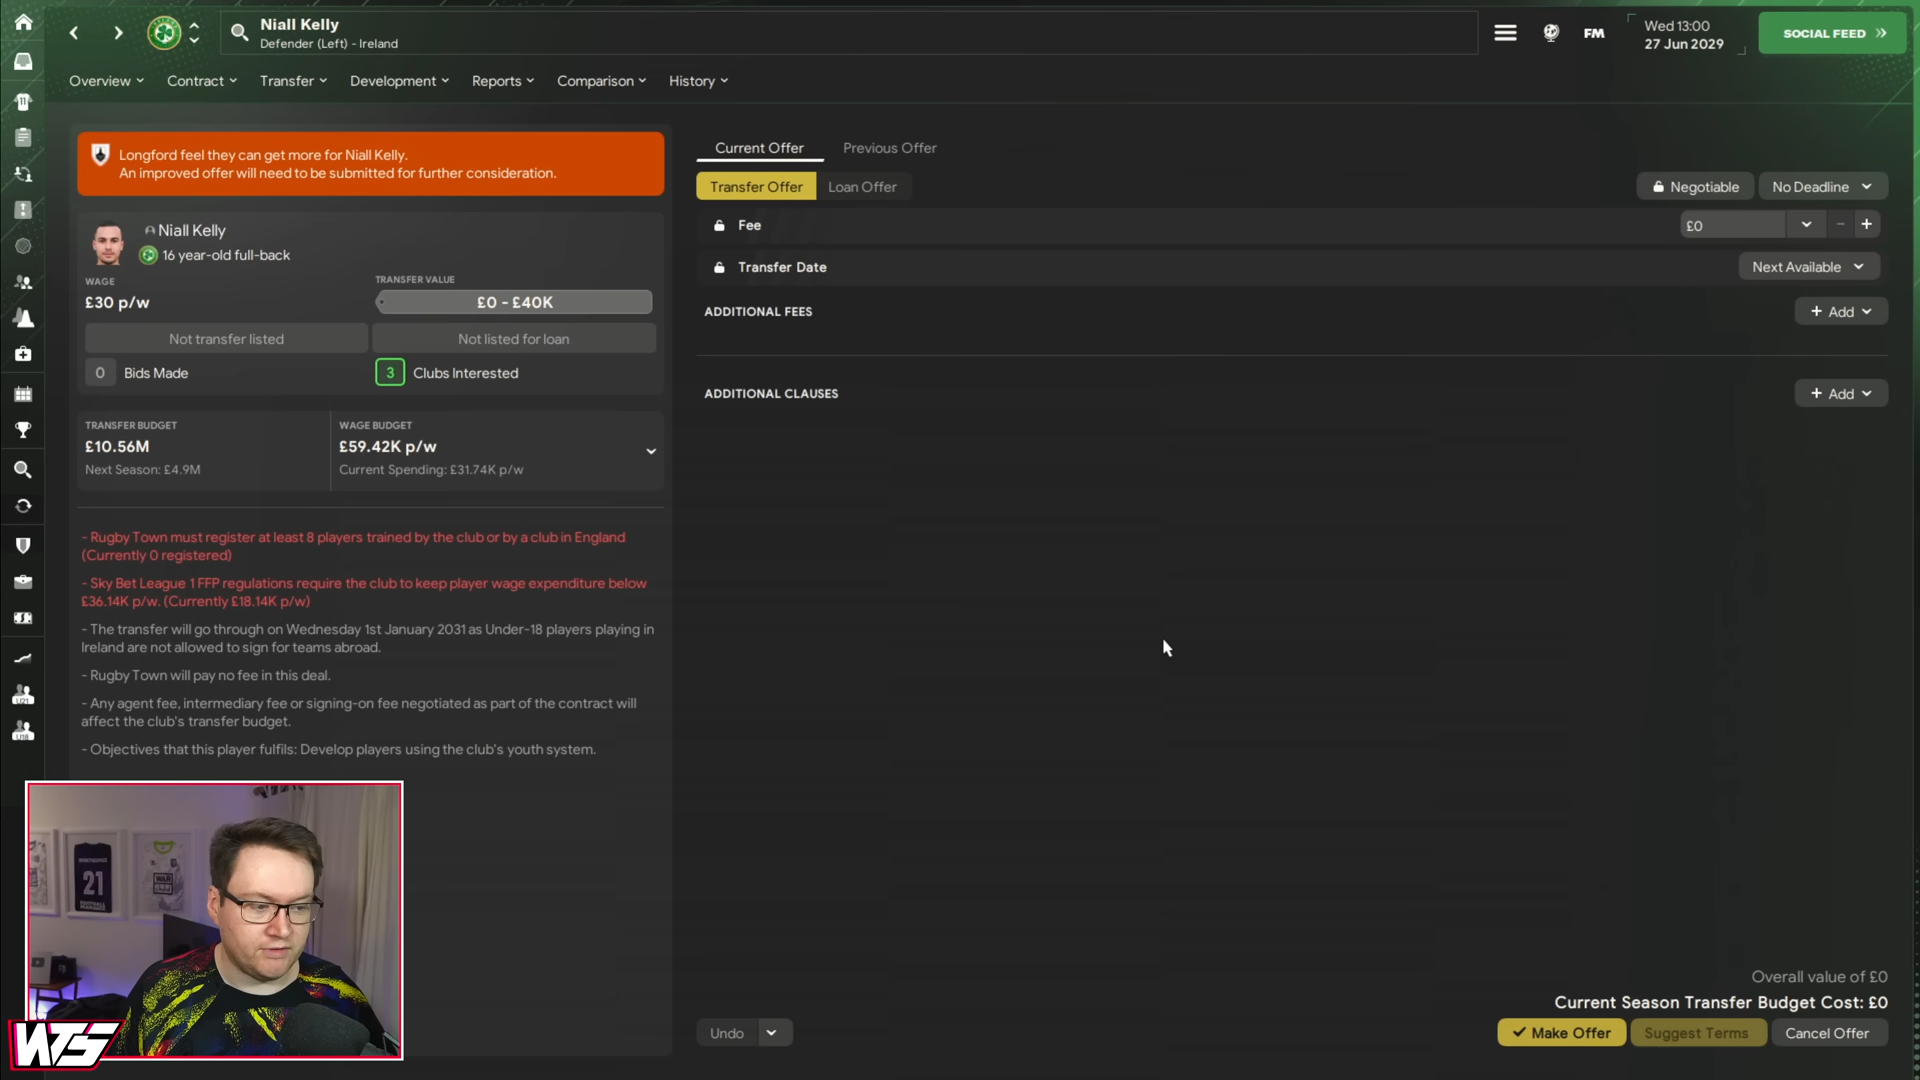 Niall Kelly
Defender (Left) - Ireland
FM
Wed 13:00
27 Jun 2029
SOCIAL FEED
Overview
Contract
Transfer
Development
Reports
Comparison
History
Longford feel they can get more for Niall Kelly.
An improved offer will need to be submitted for further consideration.
Niall Kelly
16 year-old full-back
WAGE
£30 p/w
TRANSFER VALUE
£0 - £40K
Not transfer listed
Not listed for loan
0 Bids Made
3 Clubs Interested
TRANSFER BUDGET
£10.56M
Next Season: £4.9M
WAGE BUDGET
£59.42K p/w
Current Spending: £31.74K p/w
- Rugby Town must register at least 8 players trained by the club or by a club in England
(Currently 0 registered)
- Sky Bet League 1 FFP regulations require the club to keep player wage expenditure below
£36.14K p/w. (Currently £18.14K p/w)
- The transfer will go through on Wednesday 1st January 2031 as Under-18 players playing in
Ireland are not allowed to sign for teams abroad.
- Rugby Town will pay no fee in this deal.
- Any agent fee, intermediary fee or signing-on fee negotiated as part of the contract will
affect the club's transfer budget.
- Objectives that this player fulfils: Develop players using the club's youth system.
Current Offer
Previous Offer
Transfer Offer
Loan Offer
Negotiable
No Deadline
Fee
£0
Transfer Date
Next Available
ADDITIONAL FEES
+ Add
ADDITIONAL CLAUSES
+ Add
Overall value of £0
Current Season Transfer Budget Cost: £0
Undo
Make Offer
Suggest Terms
Cancel Offer
11
U21
U18
21
WTS